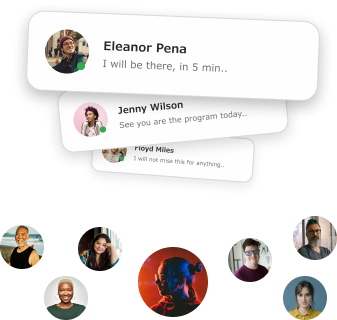 Eleanor Pena
I will be there, in 5 min..
Jenny Wilson
See you are the program today..
Floyd Miles
I will not miss this for anything..